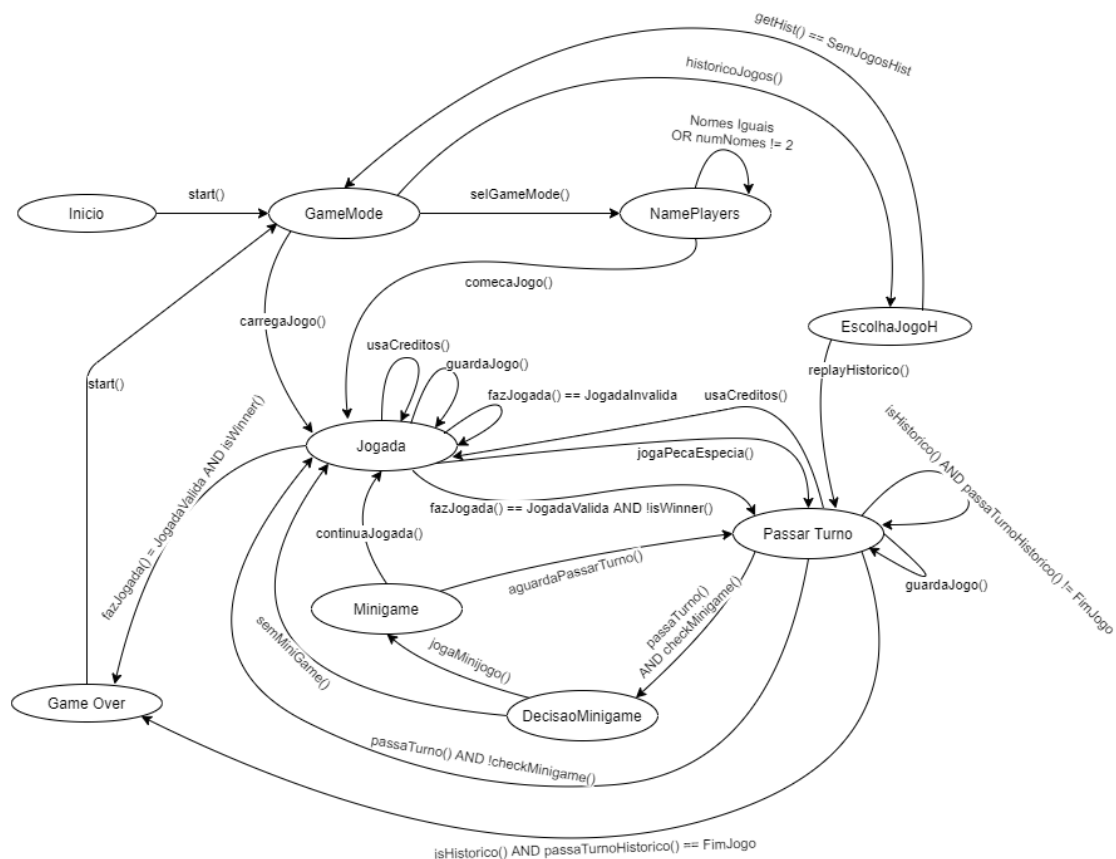 getHist() == SemJogosHist
historicoJogos()
Nomes Iguais
OR numNomes != 2
start()
selGameMode()
Inicio
GameMode
NamePlayers
comecaJogo()
carregaJogo()
EscolhaJogoH
usaCreditos()
guardaJogo()
replayHistorico()
start()
fazJogada() == JogadaInvalida
usaCreditos()
Jogada
jogaPecaEspecia()
isHistorico() AND passaTurnoHistorico() != FimJogo
fazJogada() = JogadaValida AND isWinner()
fazJogada() == JogadaValida AND !isWinner()
continuaJogada()
Passar Turno
aguardaPassarTurno()
guardaJogo()
Minigame
passaTurno()
AND checkMinigame()
semMiniGame()
jogaMinijogo()
Game Over
DecisaoMinigame
passaTurno() AND !checkMinigame()
isHistorico() AND passaTurnoHistorico() == FimJogo